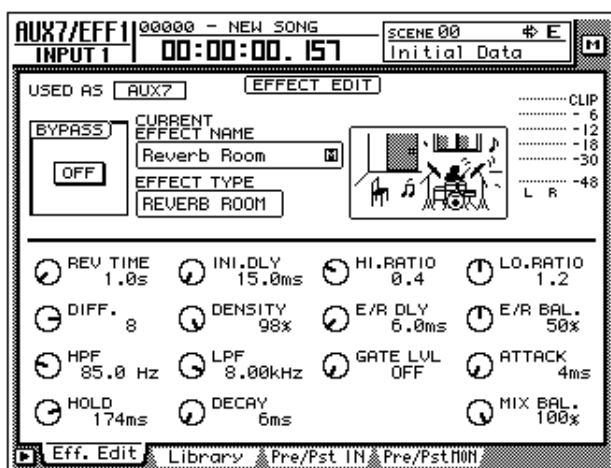 AUX7/EFF1 00000 - NEW SONG SCENE 00 E M
INPUT 1 00:00:00. 157 Initial Data
USED AS AUX7 EFFECT EDIT
CLIP
- 6
-12
-18
-30
-48
L R
BYPASS
OFF
CURRENT
EFFECT NAME
Reverb Room M
EFFECT TYPE
REVERB ROOM
REV TIME INI.DLY HI.RATIO LO.RATIO
1.0s 15.0ms 0.4 1.2
DIFF. DENSITY E/R DLY E/R BAL.
8 98% 6.0ms 50%
HPF LPF GATE LVL ATTACK
85.0 Hz 8.00kHz OFF 4ms
HOLD DECAY MIX BAL.
174ms 6ms 100%
Eff. Edit Library Pre/Pst IN Pre/PstMON